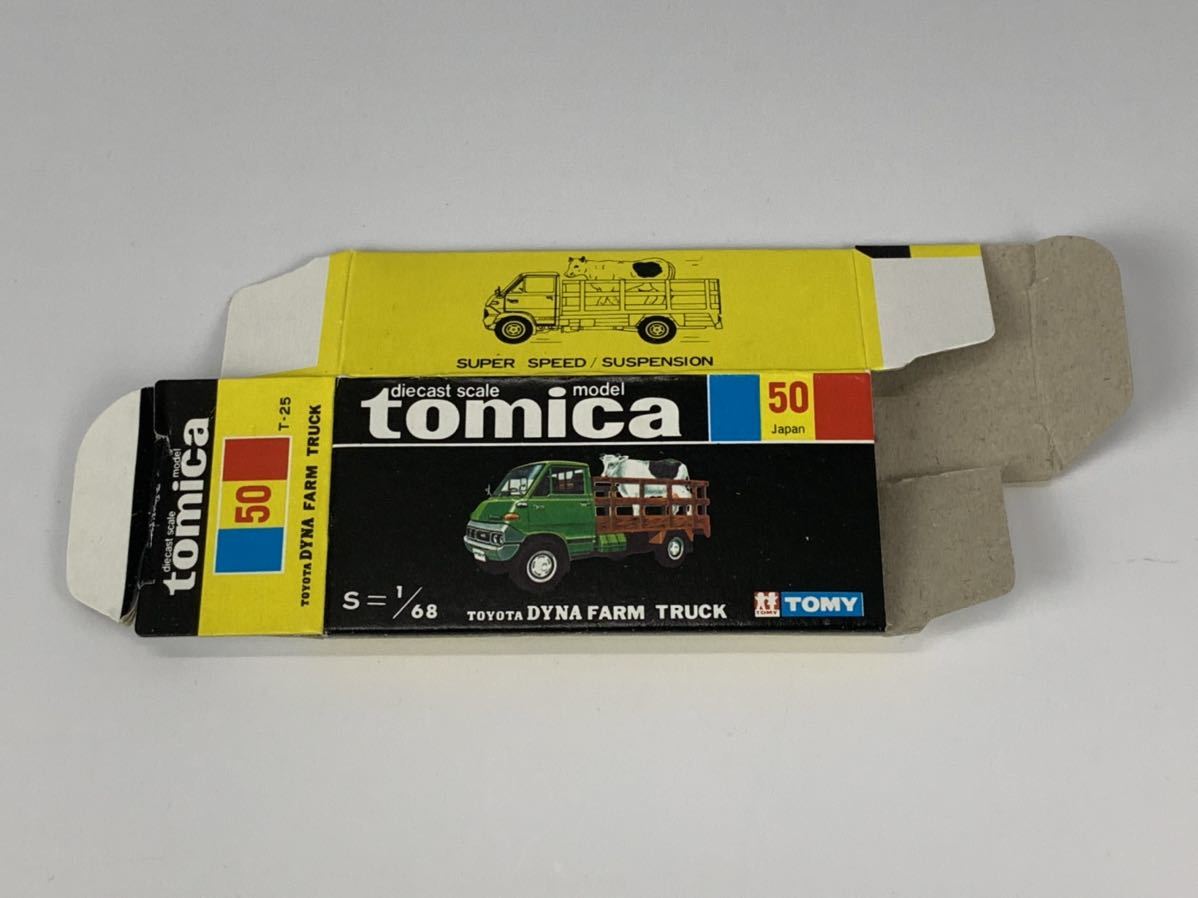 SUPER SPEED / SUSPENSION
diecast scale model
tomica
50
Japan
S = 1/68
TOYOTA DYNA FARM TRUCK
TOMY
TOMY
diecast scale model
tomica
50
T-25
TOYOTA DYNA FARM TRUCK